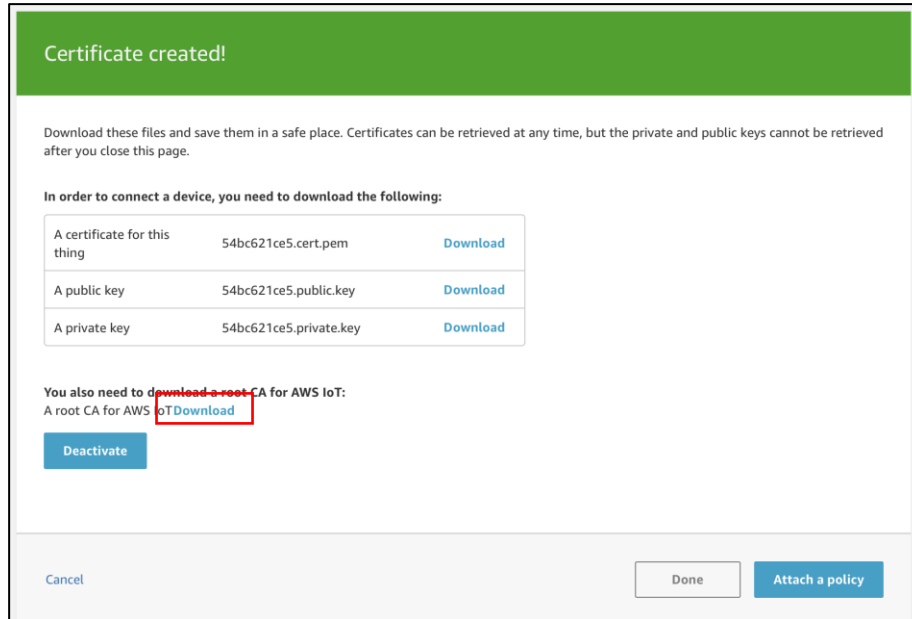 Certificate created!
Download these files and save them in a safe place. Certificates can be retrieved at any time, but the private and public keys cannot be retrieved
after you close this page.
In order to connect a device, you need to download the following:
A certificate for this
thing
54bc621ce5.cert.pem
Download
A public key
54bc621ce5.public.key
Download
A private key
54bc621ce5.private.key
Download
You also need to download a root CA for AWS IoT:
A root CA for AWS IoTDownload
Deactivate
Cancel
Done
Attach a policy